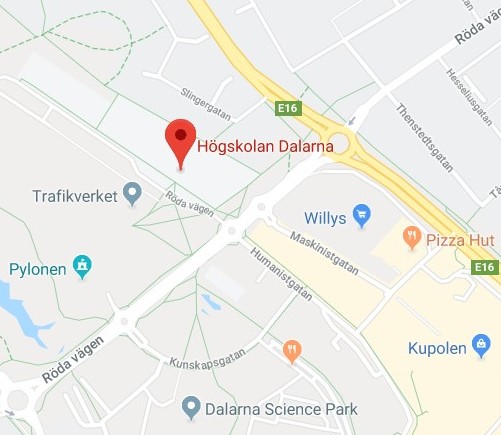 Röda vägen
Hesseliusgatan
Slingergatan
E16
Thenstedtsgatan
Högskolan Dalarna
Trafikverket
Röda vägen
Willys
Maskinistgatan
Pizza Hut
Humanistgatan
Pylonen
E16
Kunskapsgatan
Kupolen
Röda vägen
Dalarna Science Park